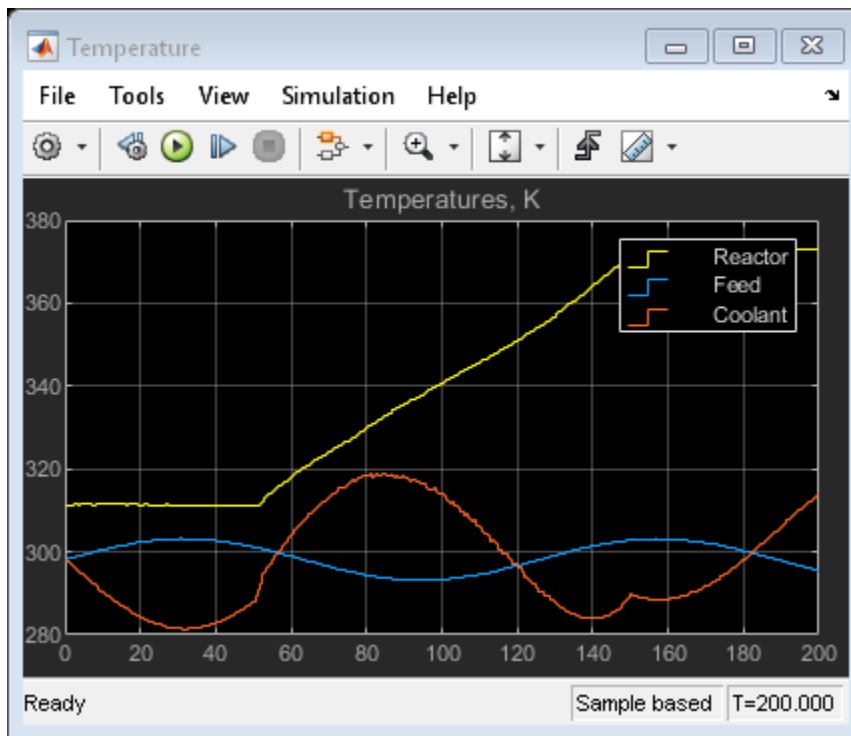 Temperature
File Tools View Simulation Help
Temperatures, K
380
360
340
320
300
280
0 20 40 60 80 100 120 140 160 180 200
Reactor
Feed
Coolant
Ready Sample based T=200.000